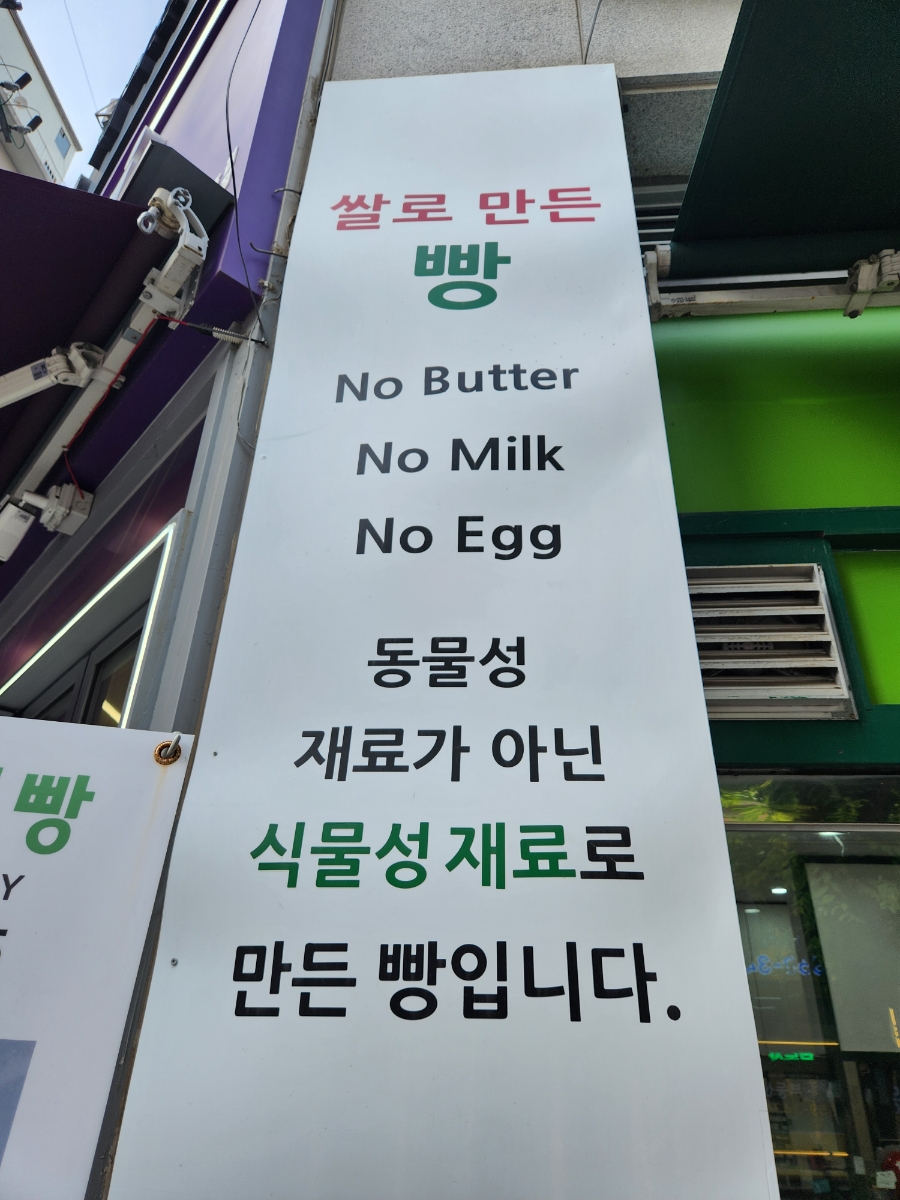 쌀로 만든
빵
No Butter
No Milk
No Egg
동물성
재료가 아닌
식물성 재료로
만든 빵입니다.
빵
Y